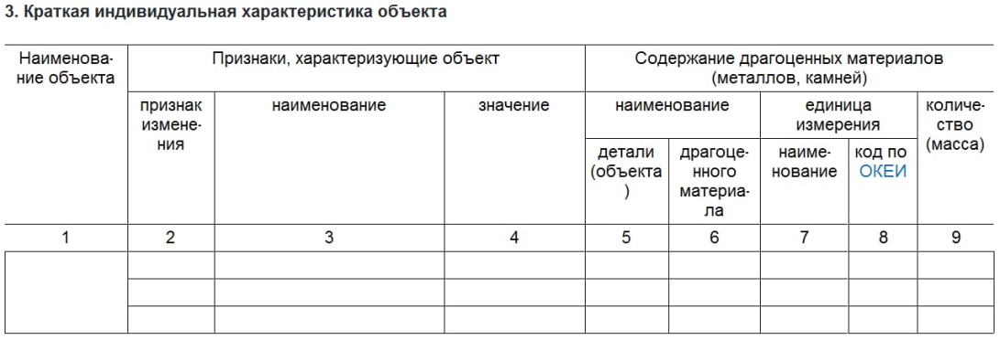 3. Краткая индивидуальная характеристика объекта
Наименова-
ние объекта
Признаки, характеризующие объект
Содержание драгоценных материалов
(металлов, камней)
признак
измене-
ния
наименование
значение
наименование
единица
измерения
количе-
ство
(масса)
детали
(объекта
)
драгоце-
нного
материа-
ла
наиме-
нование
код по
ОКЕИ
1 2 3 4 5 6 7 8 9